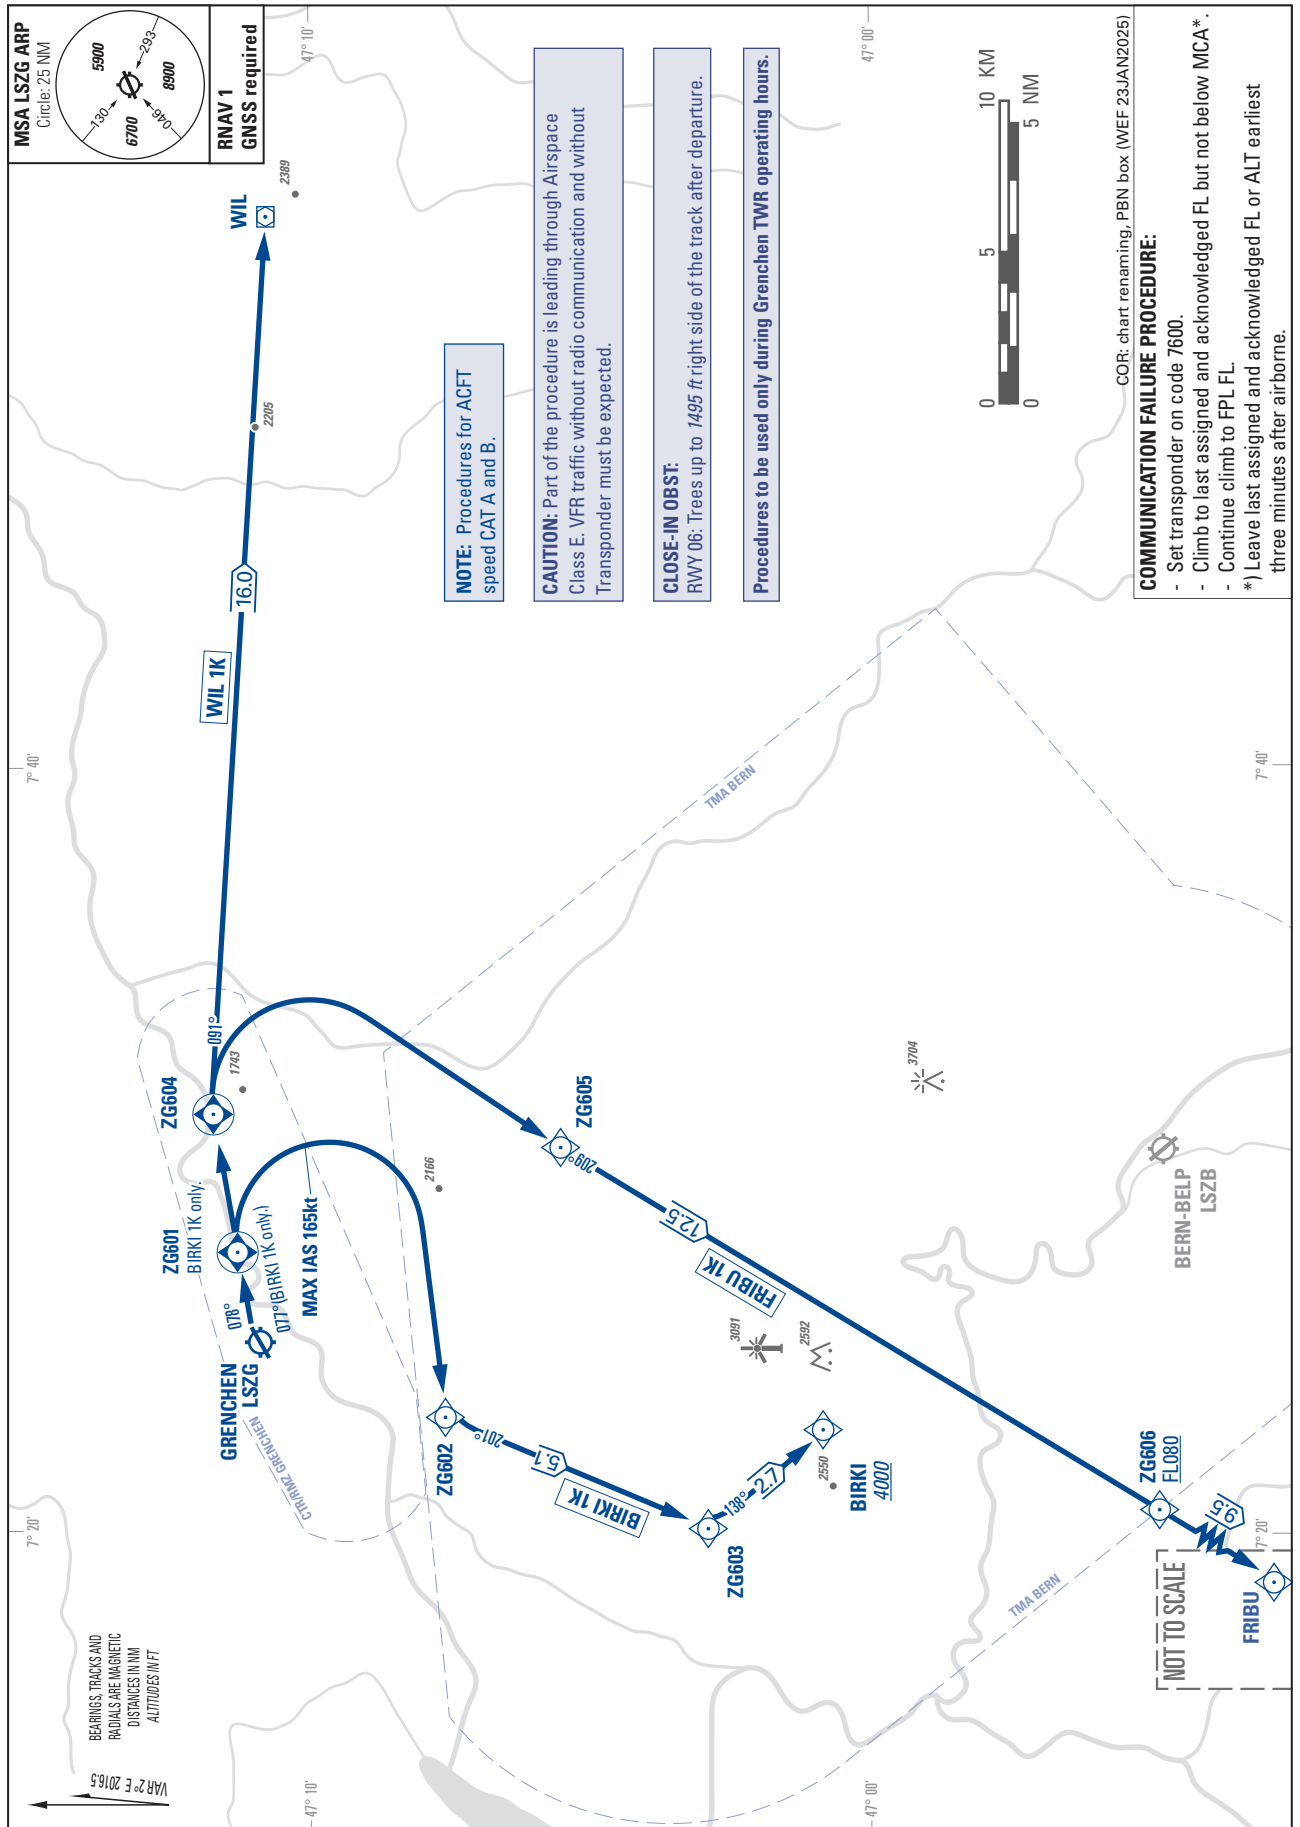 MSA LSZG ARP
Circle: 25 NM
5900
293
130
8900
6700
046
RNAV 1
GNSS required
BEARINGS, TRACKS AND
RADIALS ARE MAGNETIC
DISTANCES IN NM
ALTITUDES IN FT
VAR 2° E 2016.5
7° 20'
7° 40'
47° 10'
47° 10'
47° 00'
47° 00'
7° 20'
7° 40'
GRENCHEN
LSZG
CTR/RMZ GRENCHEN
078°
077°(BIRKI 1K only.)
ZG601
BIRKI 1K only.
MAX IAS 165kt
ZG604
1743
091°
WIL 1K
16.0
2205
WIL
2389
2166
ZG602
201°
5.1
BIRKI 1K
ZG603
138°
2.7
2550
BIRKI
4000
ZG605
209°
12.5
FRIBU 1K
3091
2592
3704
BERN-BELP
LSZB
TMA BERN
TMA BERN
ZG606
FL080
9.5
NOT TO SCALE
FRIBU
NOTE: Procedures for ACFT
speed CAT A and B.
CAUTION: Part of the procedure is leading through Airspace
Class E. VFR traffic without radio communication and without
Transponder must be expected.
CLOSE-IN OBST:
RWY 06: Trees up to 1495 ft right side of the track after departure.
Procedures to be used only during Grenchen TWR operating hours.
0
5
10 KM
0
5 NM
COR: chart renaming, PBN box (WEF 23JAN2025)
COMMUNICATION FAILURE PROCEDURE:
- Set transponder on code 7600.
- Climb to last assigned and acknowledged FL but not below MCA*.
- Continue climb to FPL FL.
*) Leave last assigned and acknowledged FL or ALT earliest
three minutes after airborne.